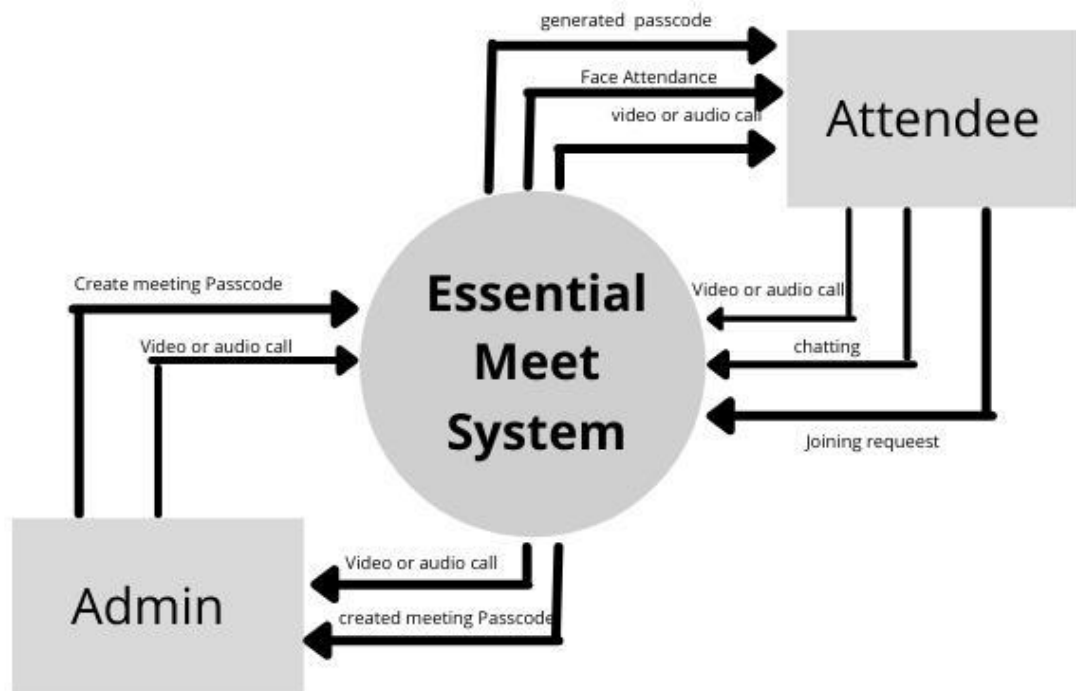 generated passcode
Face Attendance
video or audio call
Attendee
Create meeting Passcode
Video or audio call
Essential
Meet
System
Video or audio call
chatting
Joining requeest
Admin
Video or audio call
created meeting Passcode